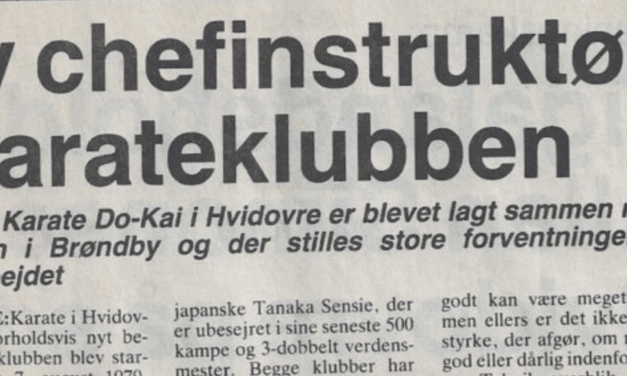 chefinstruktø
arateklubben
Karate Do-Kai i Hvidovre er blevet lagt sammen
i Brøndby og der stilles store forventninge
ejdet
E:Karate i Hvidov-
orholdsvis nyt be-
klubben blev star-
7. august 1979
japanske Tanaka Sensie, der
er ubesejret i sine seneste 500
kampe og 3-dobbelt verdens-
mester. Begge klubber har
godt kan være meget
men ellers er det ikke
styrke, der afgør, om
god eller dårlig indenfo